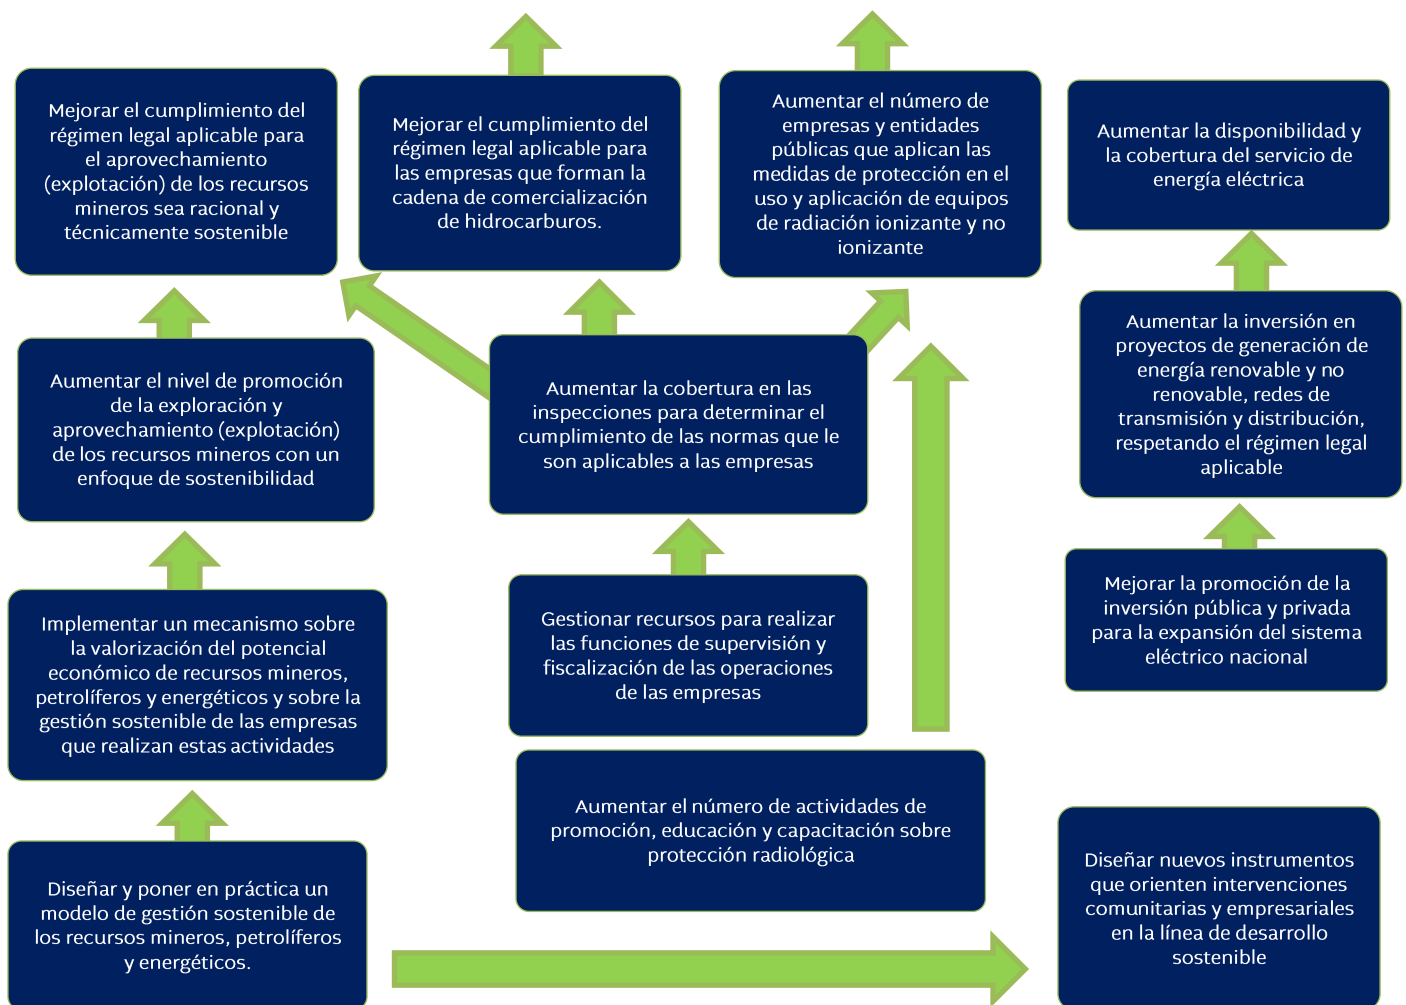 Mejorar el cumplimiento del
régimen legal aplicable para
el aprovechamiento
(explotación) de los recursos
mineros sea racional y
técnicamente sostenible
Mejorar el cumplimiento del
régimen legal aplicable para
las empresas que forman la
cadena de comercialización
de hidrocarburos.
Aumentar el número de
empresas y entidades
públicas que aplican las
medidas de protección en el
uso y aplicación de equipos
de radiación ionizante y no
ionizante
Aumentar la disponibilidad y
la cobertura del servicio de
energía eléctrica
Aumentar el nivel de promoción
de la exploración y
aprovechamiento (explotación)
de los recursos mineros con un
enfoque de sostenibilidad
Aumentar la cobertura en las
inspecciones para determinar el
cumplimiento de las normas que le
son aplicables a las empresas
Aumentar la inversión en
proyectos de generación de
energía renovable y no
renovable, redes de
transmisión y distribución,
respetando el régimen legal
aplicable
Implementar un mecanismo sobre
la valorización del potencial
económico de recursos mineros,
petrolíferos y energéticos y sobre la
gestión sostenible de las empresas
que realizan estas actividades
Gestionar recursos para realizar
las funciones de supervisión y
fiscalización de las operaciones
de las empresas
Mejorar la promoción de la
inversión pública y privada
para la expansión del sistema
eléctrico nacional
Aumentar el número de actividades de
promoción, educación y capacitación sobre
protección radiológica
Diseñar y poner en práctica un
modelo de gestión sostenible de
los recursos mineros, petrolíferos
y energéticos.
Diseñar nuevos instrumentos
que orienten intervenciones
comunitarias y empresariales
en la línea de desarrollo
sostenible